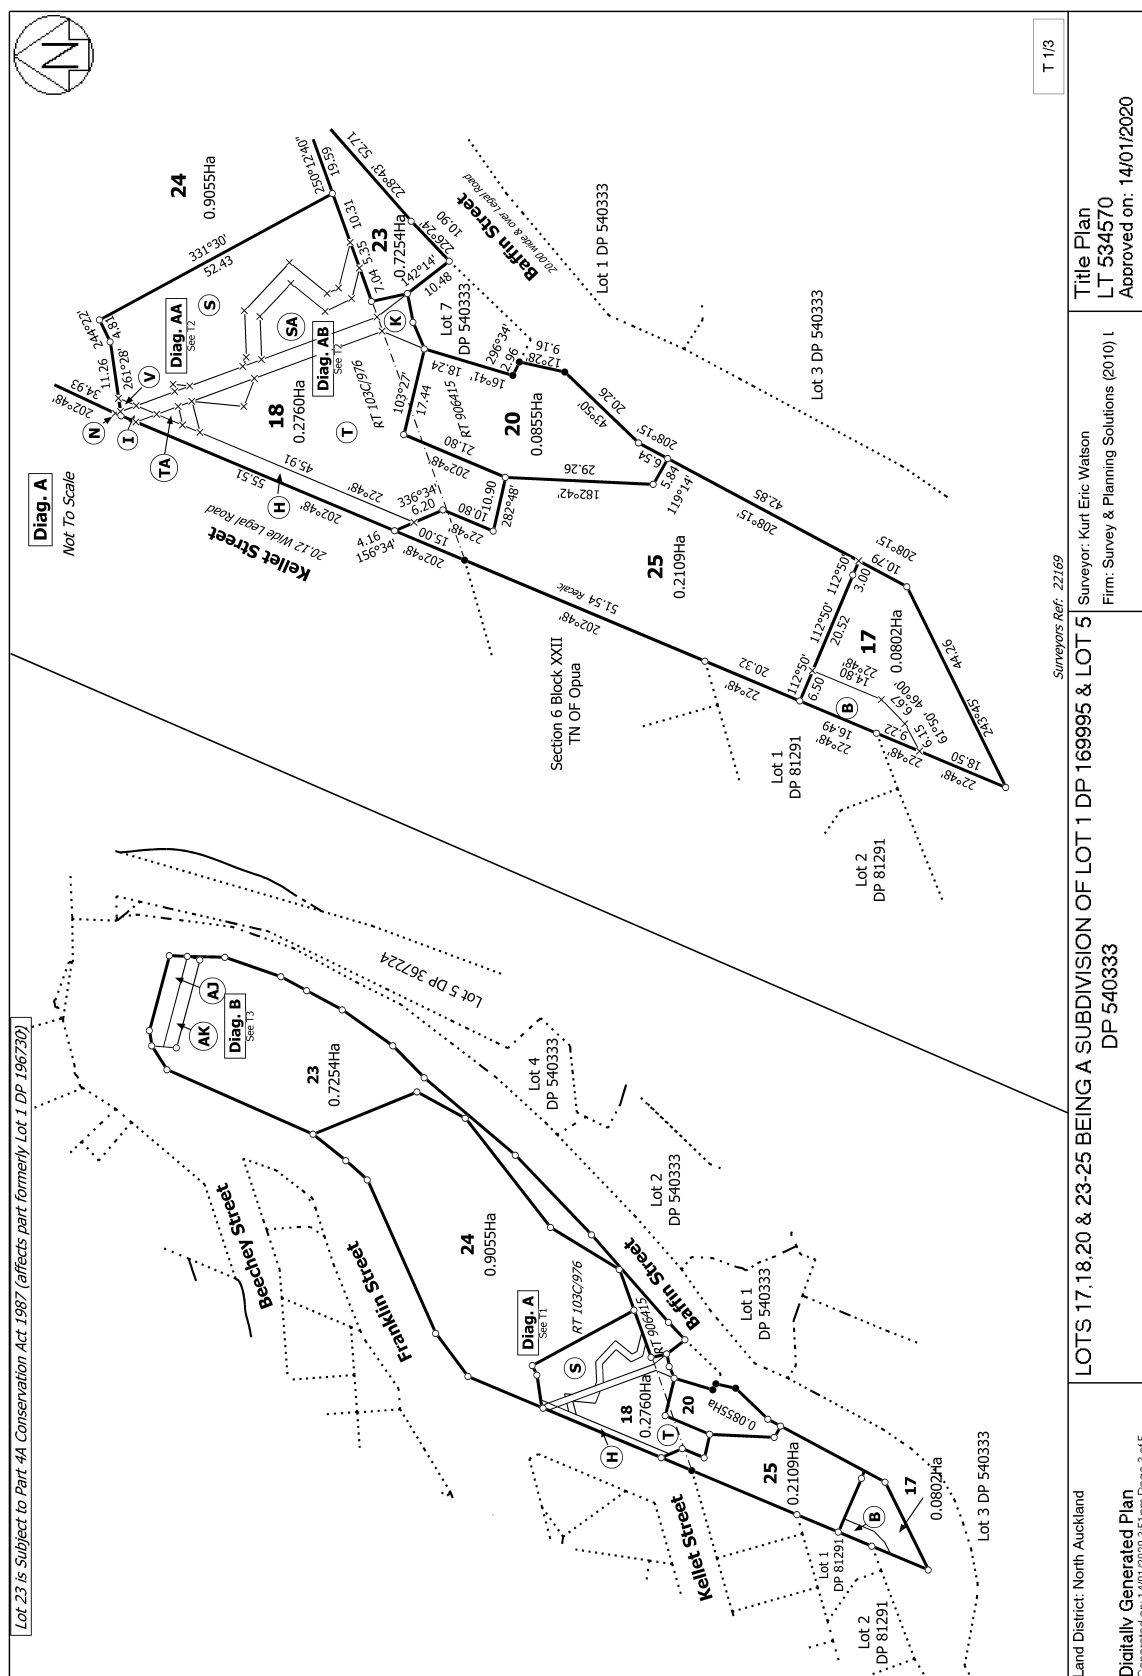 Lot 23 is Subject to Part 4A Conservation Act 1987 (affects part formerly Lot 1 DP 196730)
N
T 1/3
Beechey Street
Franklin Street
Kellet Street
Baffin Street
Lot 5 DP 367224
AJ
AK
Diag. B
See T3
23
0.7254Ha
24
0.9055Ha
Lot 4
DP 540333
Lot 2
DP 540333
Lot 1
DP 540333
Lot 3 DP 540333
Diag. A
See T1
RT 103C/976
RT 906415
S
18
0.2760Ha
T
H
20
0.0855Ha
25
0.2109Ha
17
0.0802Ha
B
Lot 1
DP 81291
Lot 2
DP 81291
Diag. A
Not To Scale
Kellet Street
20.12 Wide Legal Road
Baffin Street
20.00 wide & over Legal Road
24
0.9055Ha
23
0.7254Ha
18
0.2760Ha
20
0.0855Ha
25
0.2109Ha
17
0.0802Ha
Diag. AA
See T2
Diag. AB
See T2
S
SA
V
N
I
TA
H
T
K
B
RT 103C/976
RT 906415
Lot 7
DP 540333
Lot 1 DP 540333
Lot 3 DP 540333
Section 6 Block XXII
TN OF Opua
Lot 1
DP 81291
Lot 2
DP 81291
202°48'
34.93
11.26
261°28'
244°22'
4.81
331°30'
52.43
250°12'40"
19.59
10.31
5.35
7.04
228°43'
52.71
226°24'
10.90
142°14'
10.48
55.51
202°48'
45.91
22°48'
103°27'
17.44
18.24
16°41'
296°34'
2.96
12°28'
9.16
43°50'
20.26
208°15'
6.54
5.84
119°14'
29.26
182°42'
21.80
202°48'
10.90
282°48'
10.80
22°48'
336°34'
6.20
4.16
156°34'
15.00
202°48'
51.54 Recalc
202°48'
20.32
22°48'
42.85
208°15'
208°15'
10.79
112°50'
3.00
112°50'
20.52
112°50'
6.50
14.80
22°48'
6.67
46°00'
6.15
61°50'
16.49
22°48'
9.22
22°48'
18.50
22°48'
44.26
243°45'
Surveyors Ref: 22169
Land District: North Auckland
Digitally Generated Plan
LOTS 17,18,20 & 23-25 BEING A SUBDIVISION OF LOT 1 DP 169995 & LOT 5
DP 540333
Surveyor: Kurt Eric Watson
Firm: Survey & Planning Solutions (2010) L
Title Plan
LT 534570
Approved on: 14/01/2020